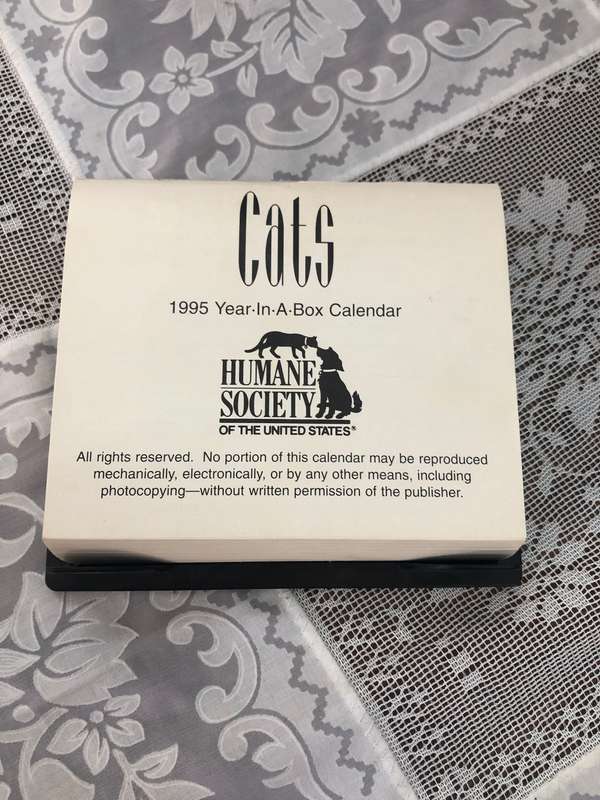 Cats
1995 Year·In·A·Box Calendar
HUMANE
SOCIETY
OF THE UNITED STATES®
All rights reserved. No portion of this calendar may be reproduced
mechanically, electronically, or by any other means, including
photocopying—without written permission of the publisher.